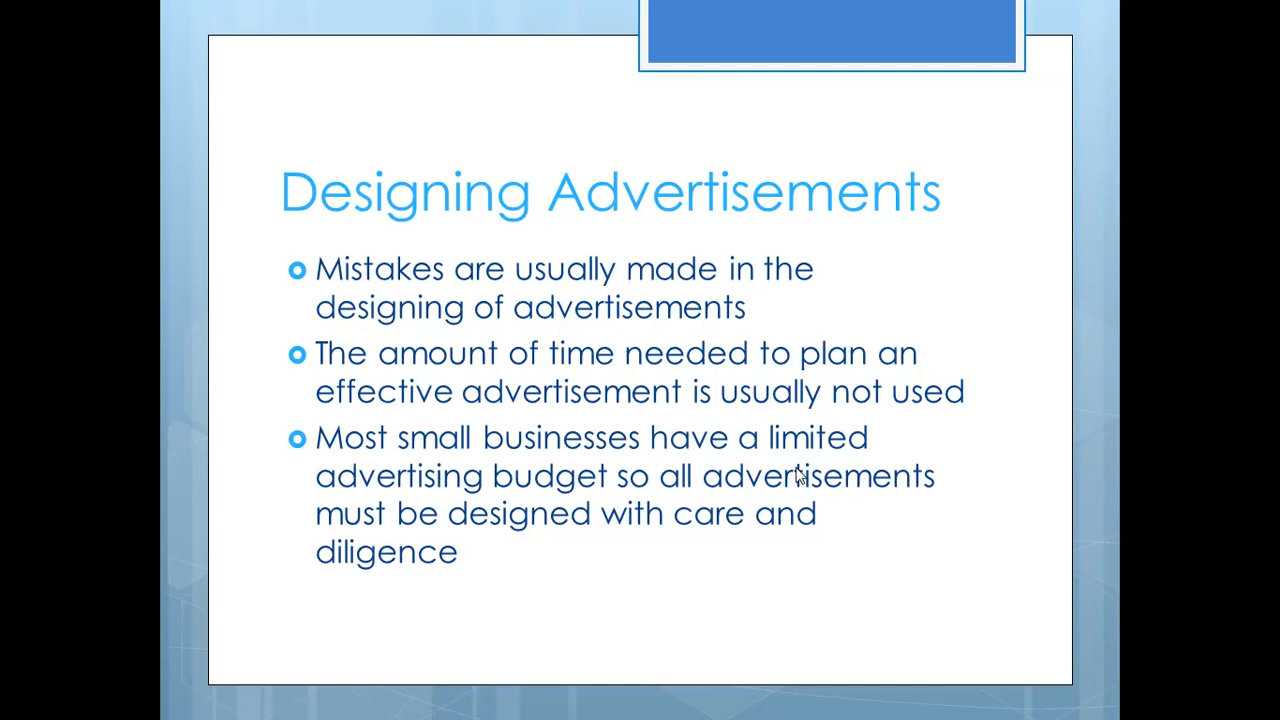 Designing Advertisements
Mistakes are usually made in the
designing of advertisements
The amount of time needed to plan an
effective advertisement is usually not used
Most small businesses have a limited
advertising budget so all advertisements
must be designed with care and
diligence